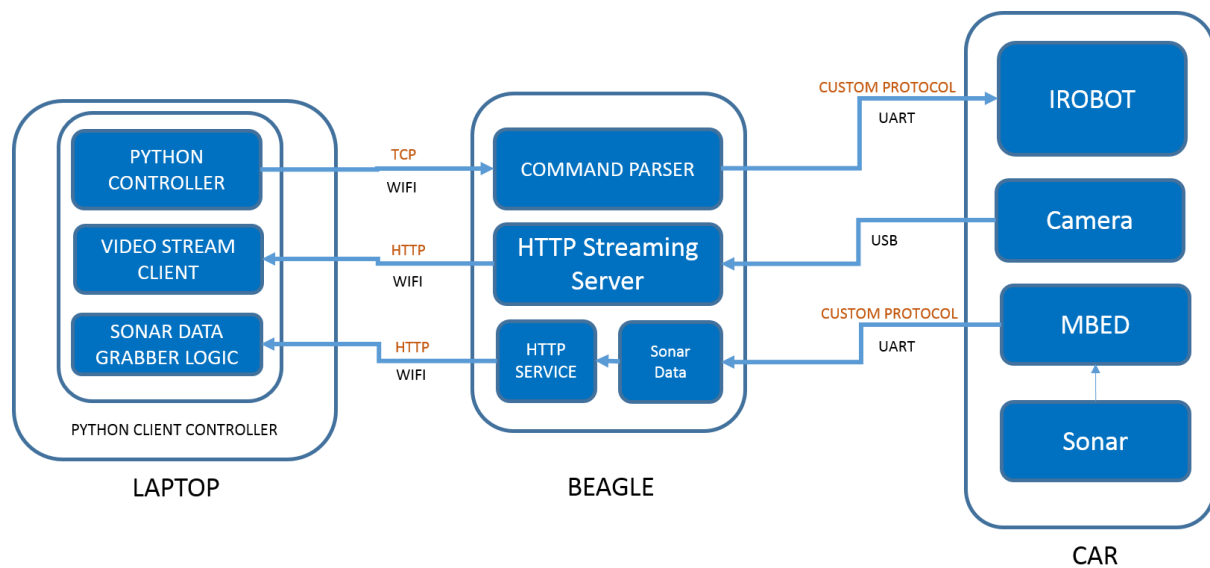 PYTHON
CONTROLLER
VIDEO STREAM
CLIENT
SONAR DATA
GRABBER LOGIC
PYTHON CLIENT CONTROLLER
LAPTOP
TCP
WIFI
HTTP
WIFI
HTTP
WIFI
COMMAND PARSER
HTTP Streaming
Server
HTTP
SERVICE
Sonar
Data
BEAGLE
CUSTOM PROTOCOL
UART
USB
CUSTOM PROTOCOL
UART
IROBOT
Camera
MBED
Sonar
CAR